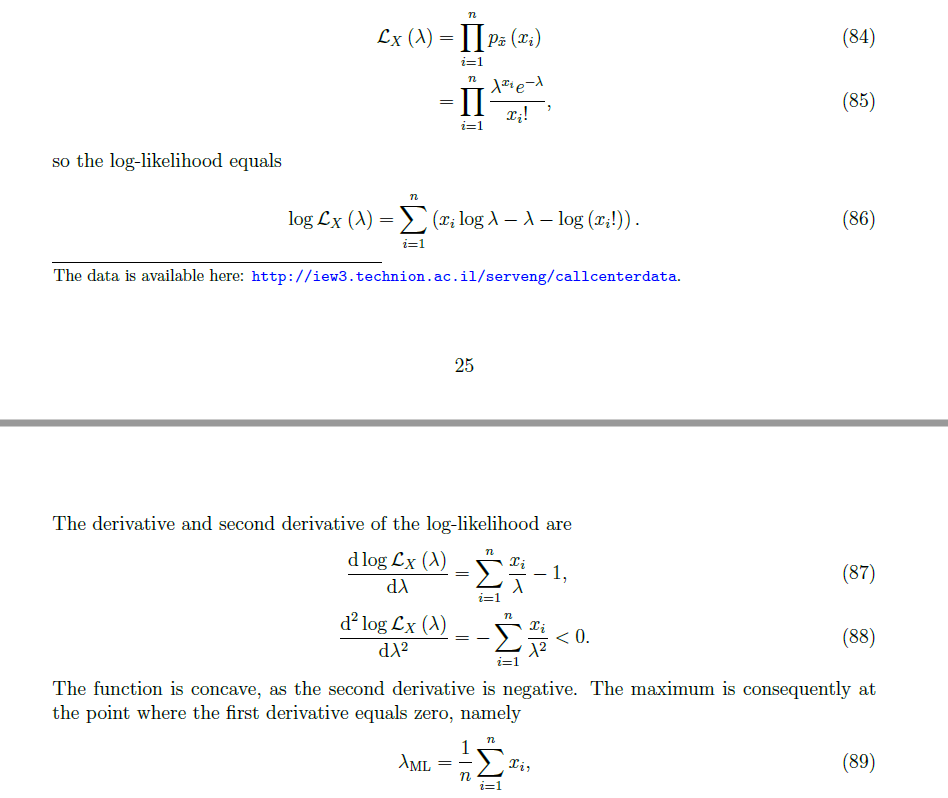 $\mathcal{L}_X(\lambda) = \prod_{i=1}^{n} p_{\tilde{x}}(x_i)$ (84)
$= \prod_{i=1}^{n} \frac{\lambda^{x_i} e^{-\lambda}}{x_i!},$ (85)
so the log-likelihood equals
$\log \mathcal{L}_X(\lambda) = \sum_{i=1}^{n} (x_i \log \lambda - \lambda - \log(x_i!)).$ (86)
The data is available here: http://iew3.technion.ac.il/serveng/callcenterdata.
25
The derivative and second derivative of the log-likelihood are
$\frac{\mathrm{d} \log \mathcal{L}_X(\lambda)}{\mathrm{d}\lambda} = \sum_{i=1}^{n} \frac{x_i}{\lambda} - 1,$ (87)
$\frac{\mathrm{d}^2 \log \mathcal{L}_X(\lambda)}{\mathrm{d}\lambda^2} = -\sum_{i=1}^{n} \frac{x_i}{\lambda^2} < 0.$ (88)
The function is concave, as the second derivative is negative. The maximum is consequently at
the point where the first derivative equals zero, namely
$\lambda_{\mathrm{ML}} = \frac{1}{n} \sum_{i=1}^{n} x_i,$ (89)